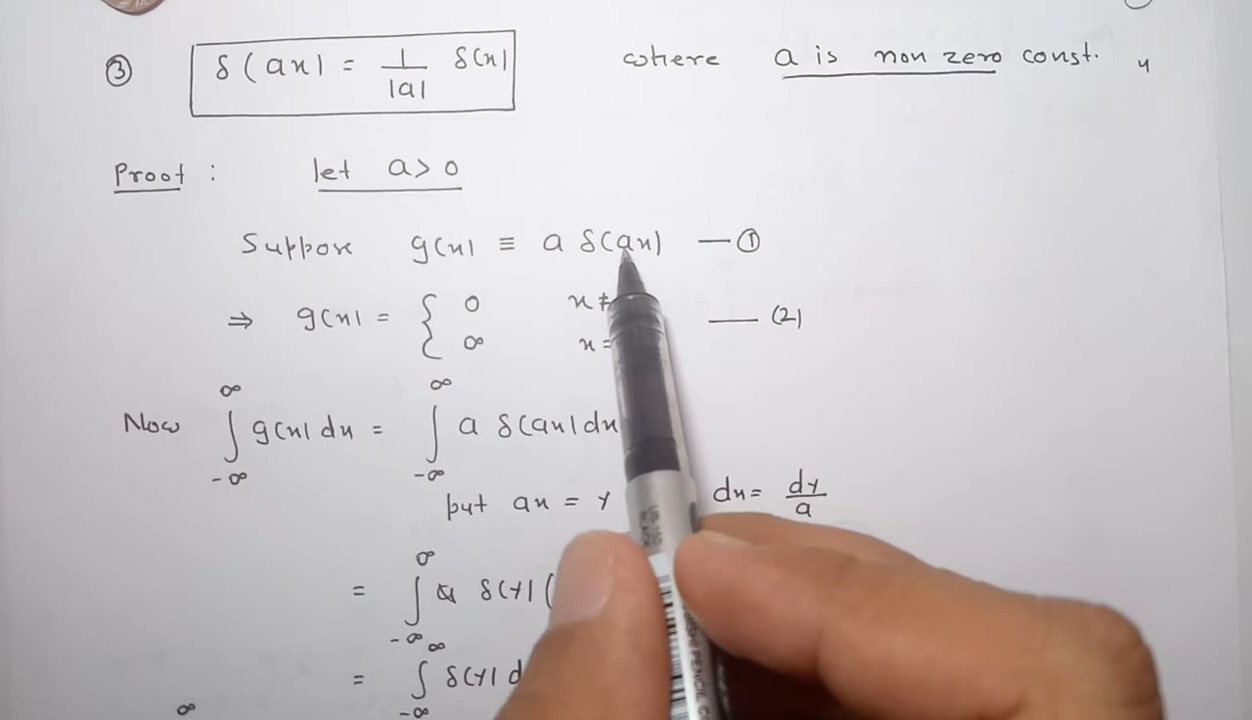 ③ δ(ax) = 1/|a| δ(x) where a is non zero const.
Proof : let a > 0
Suppose g(x) ≡ a δ(ax) — ①
⇒ g(x) = { 0 x ≠
∞ x =
— (2)
Now ∫_{-∞}^{∞} g(x) dx = ∫_{-∞}^{∞} a δ(ax) dx
put ax = y dx = dy/a
= ∫_{-∞}^{∞} a δ(y) (
= ∫_{-∞}^{∞} δ(y) d
∞